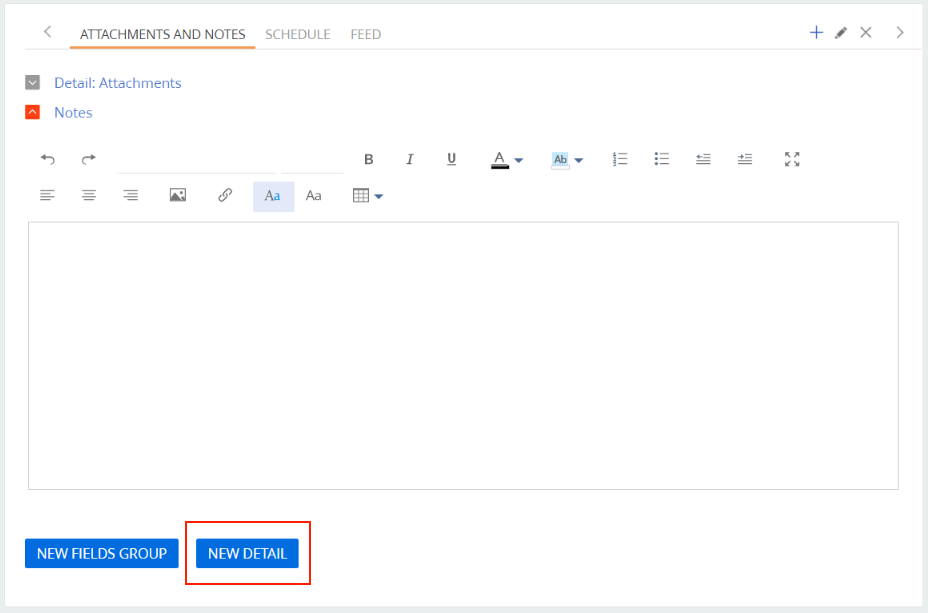 ATTACHMENTS AND NOTES SCHEDULE FEED
Detail: Attachments
Notes
B I U A Ab
Aa Aa
NEW FIELDS GROUP NEW DETAIL